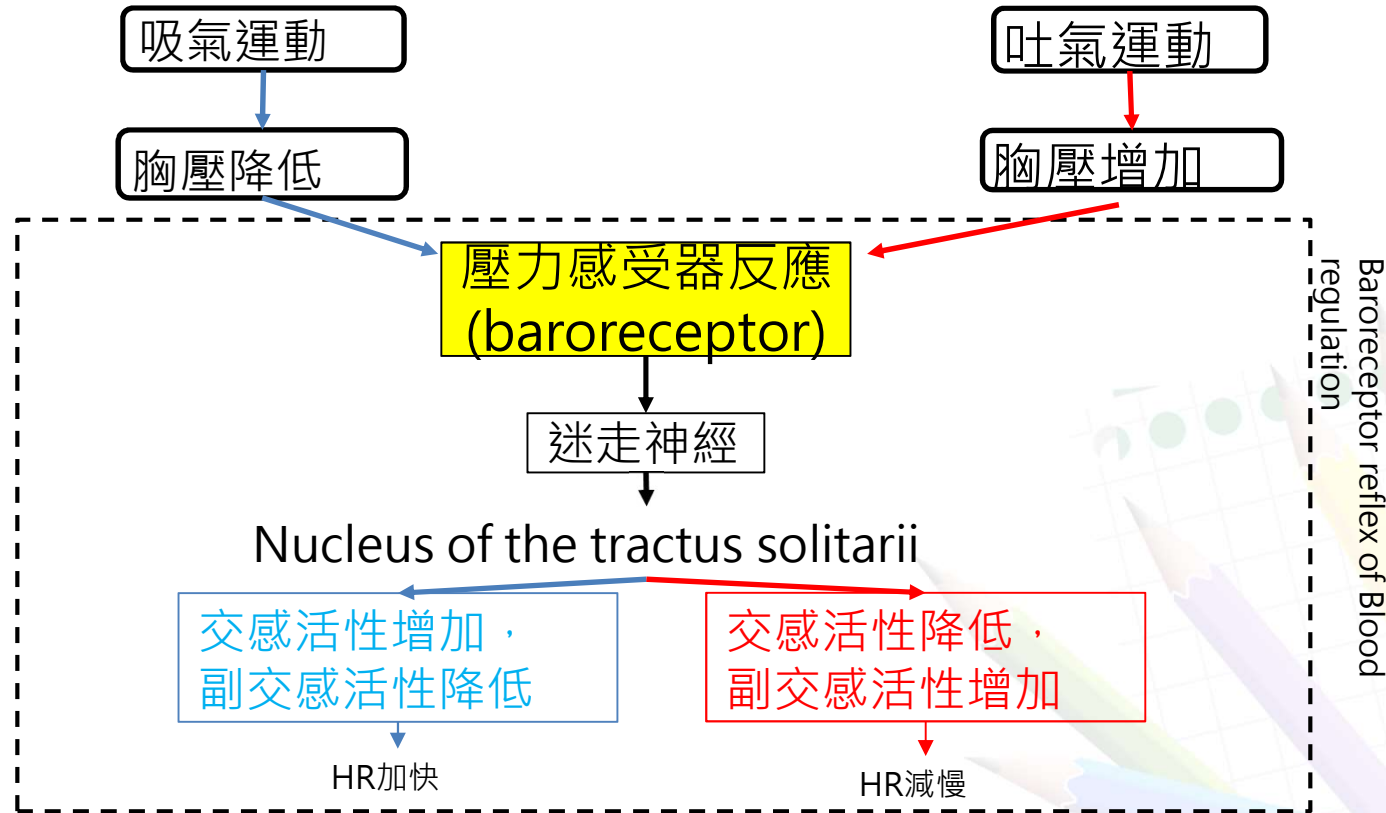 吸氣運動
吐氣運動
胸壓降低
胸壓增加
壓力感受器反應
(baroreceptor)
迷走神經
Nucleus of the tractus solitarii
交感活性增加，
副交感活性降低
交感活性降低，
副交感活性增加
HR加快
HR減慢
Baroreceptor reflex of Blood
regulation